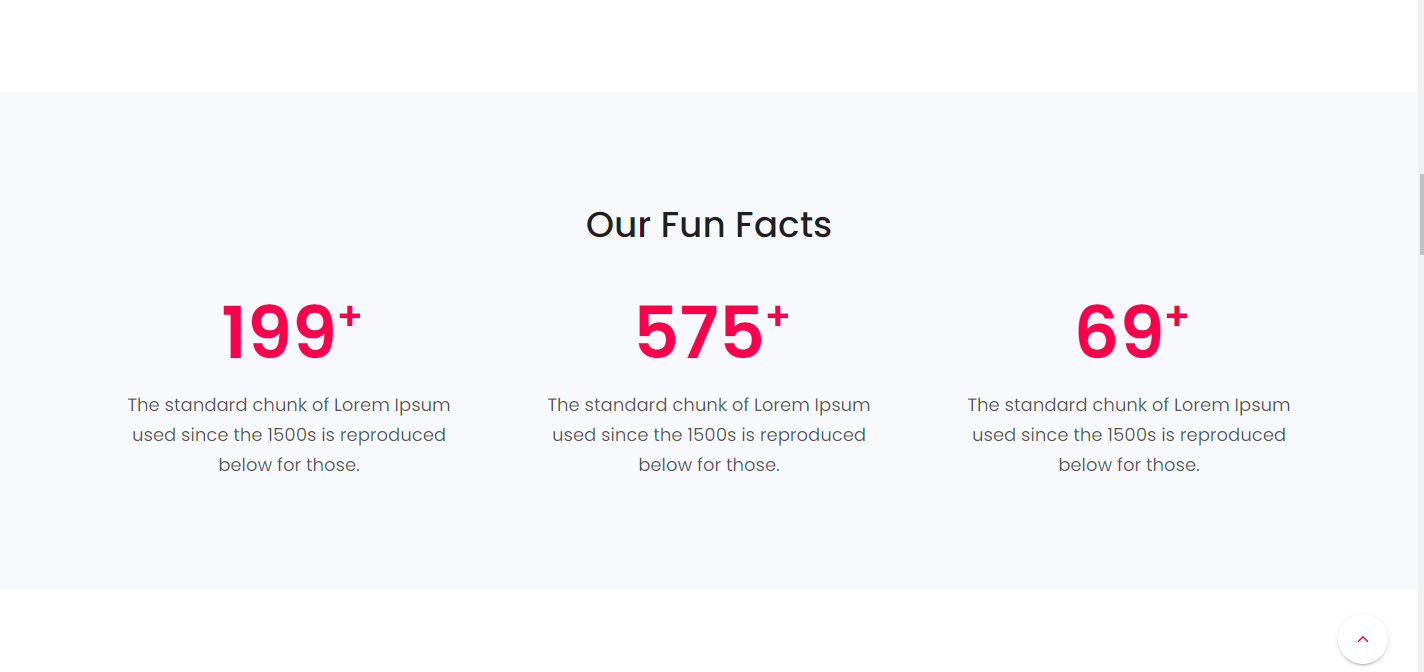 Our Fun Facts
199+
The standard chunk of Lorem Ipsum
used since the 1500s is reproduced
below for those.
575+
The standard chunk of Lorem Ipsum
used since the 1500s is reproduced
below for those.
69+
The standard chunk of Lorem Ipsum
used since the 1500s is reproduced
below for those.